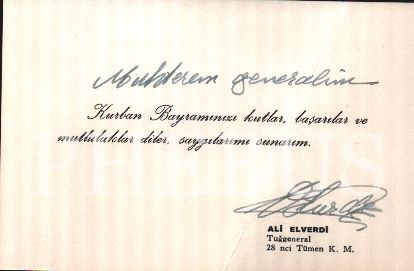 Muhterem generalim
Kurban Bayramınızı kutlar, başarılar ve
mutluluklar diler, saygılarımı sunarım.
ALİ ELVERDİ
Tuğgeneral
28 nci Tümen K. M.